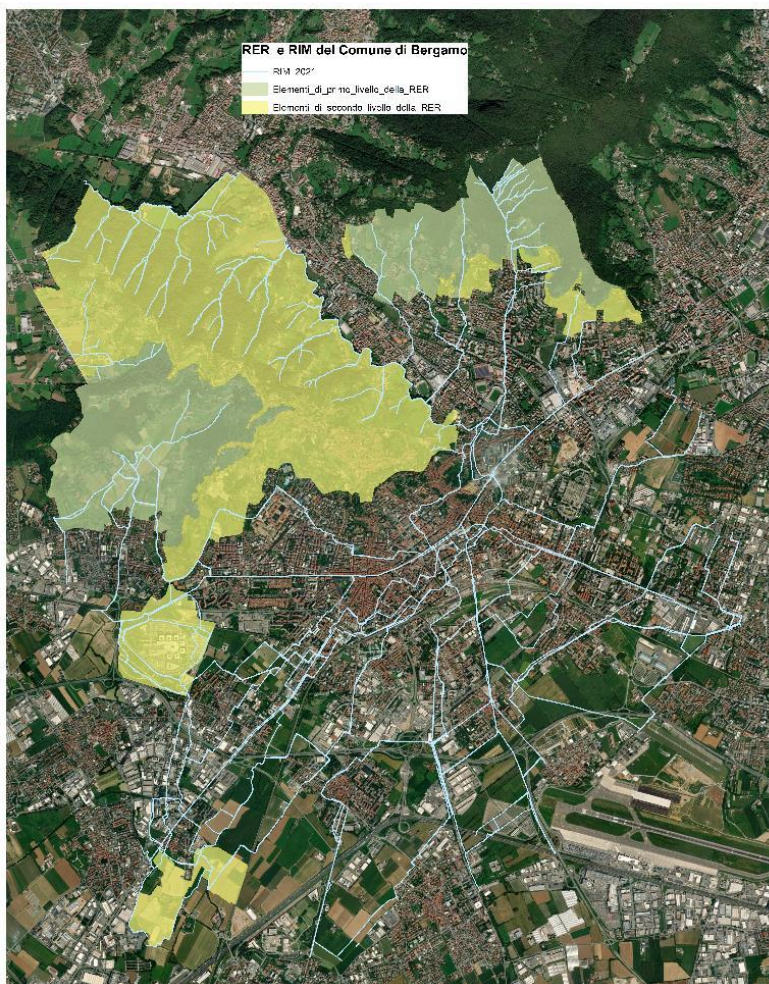 RER e RIM del Comune di Bergamo
RIM_2021
Elementi_di_primo_livello_della_RER
Elementi_di_secondo_livello_della_RER